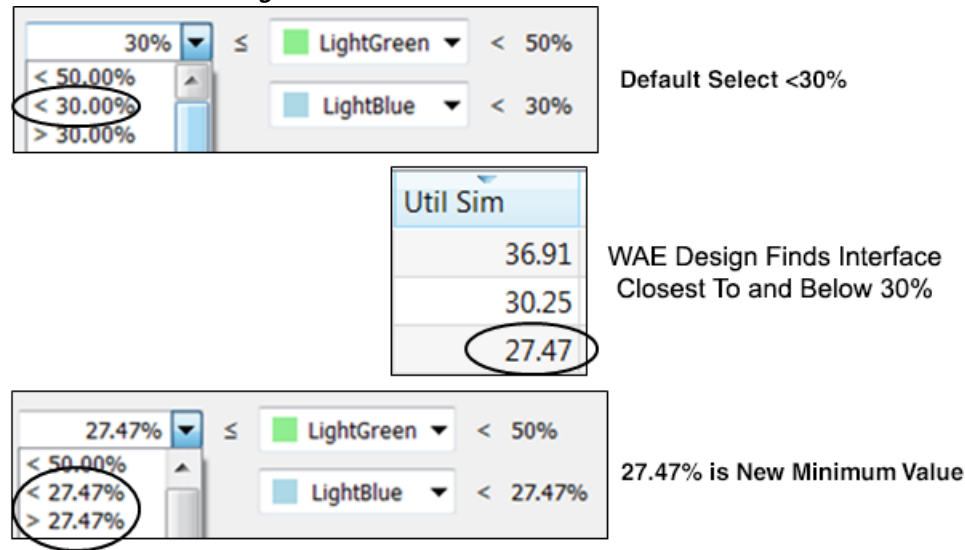 30% ≤ LightGreen < 50%
< 50.00%
< 30.00%
> 30.00%
LightBlue < 30%
Default Select <30%
Util Sim
36.91
30.25
27.47
WAE Design Finds Interface
Closest To and Below 30%
27.47% ≤ LightGreen < 50%
< 50.00%
< 27.47%
> 27.47%
LightBlue < 27.47%
27.47% is New Minimum Value